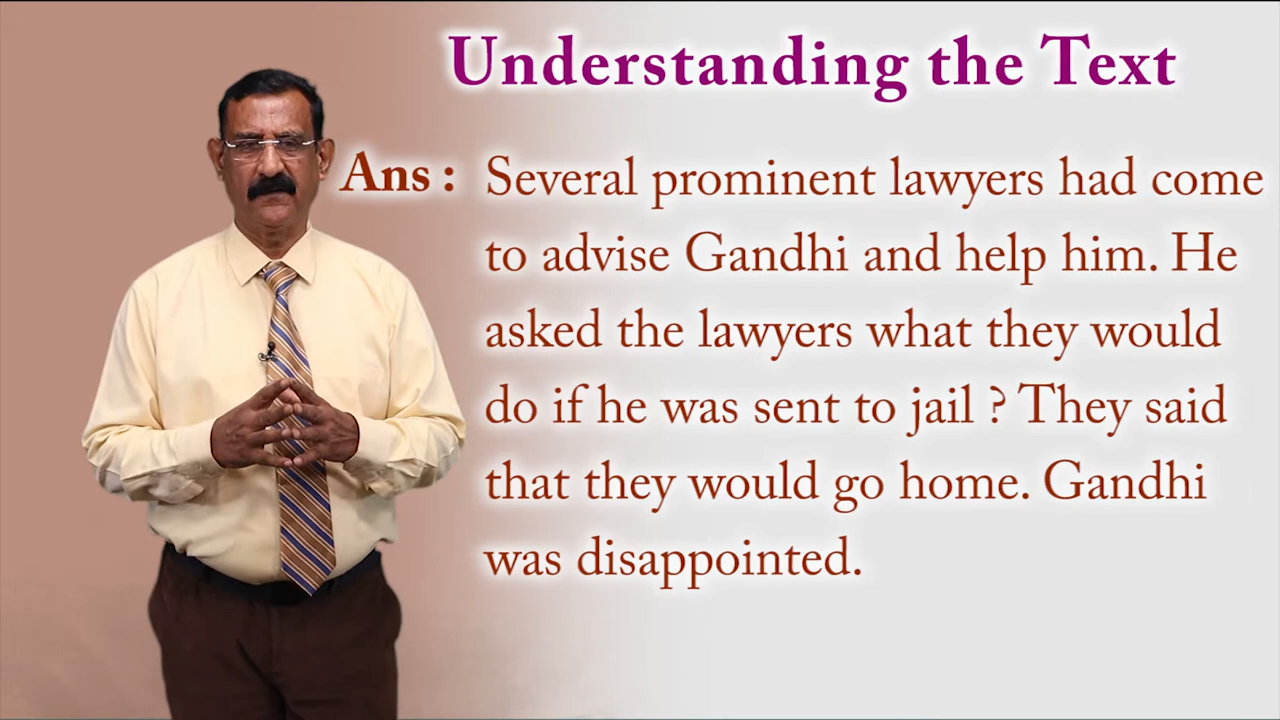 Understanding the Text
Ans : Several prominent lawyers had come
to advise Gandhi and help him. He
asked the lawyers what they would
do if he was sent to jail ? They said
that they would go home. Gandhi
was disappointed.